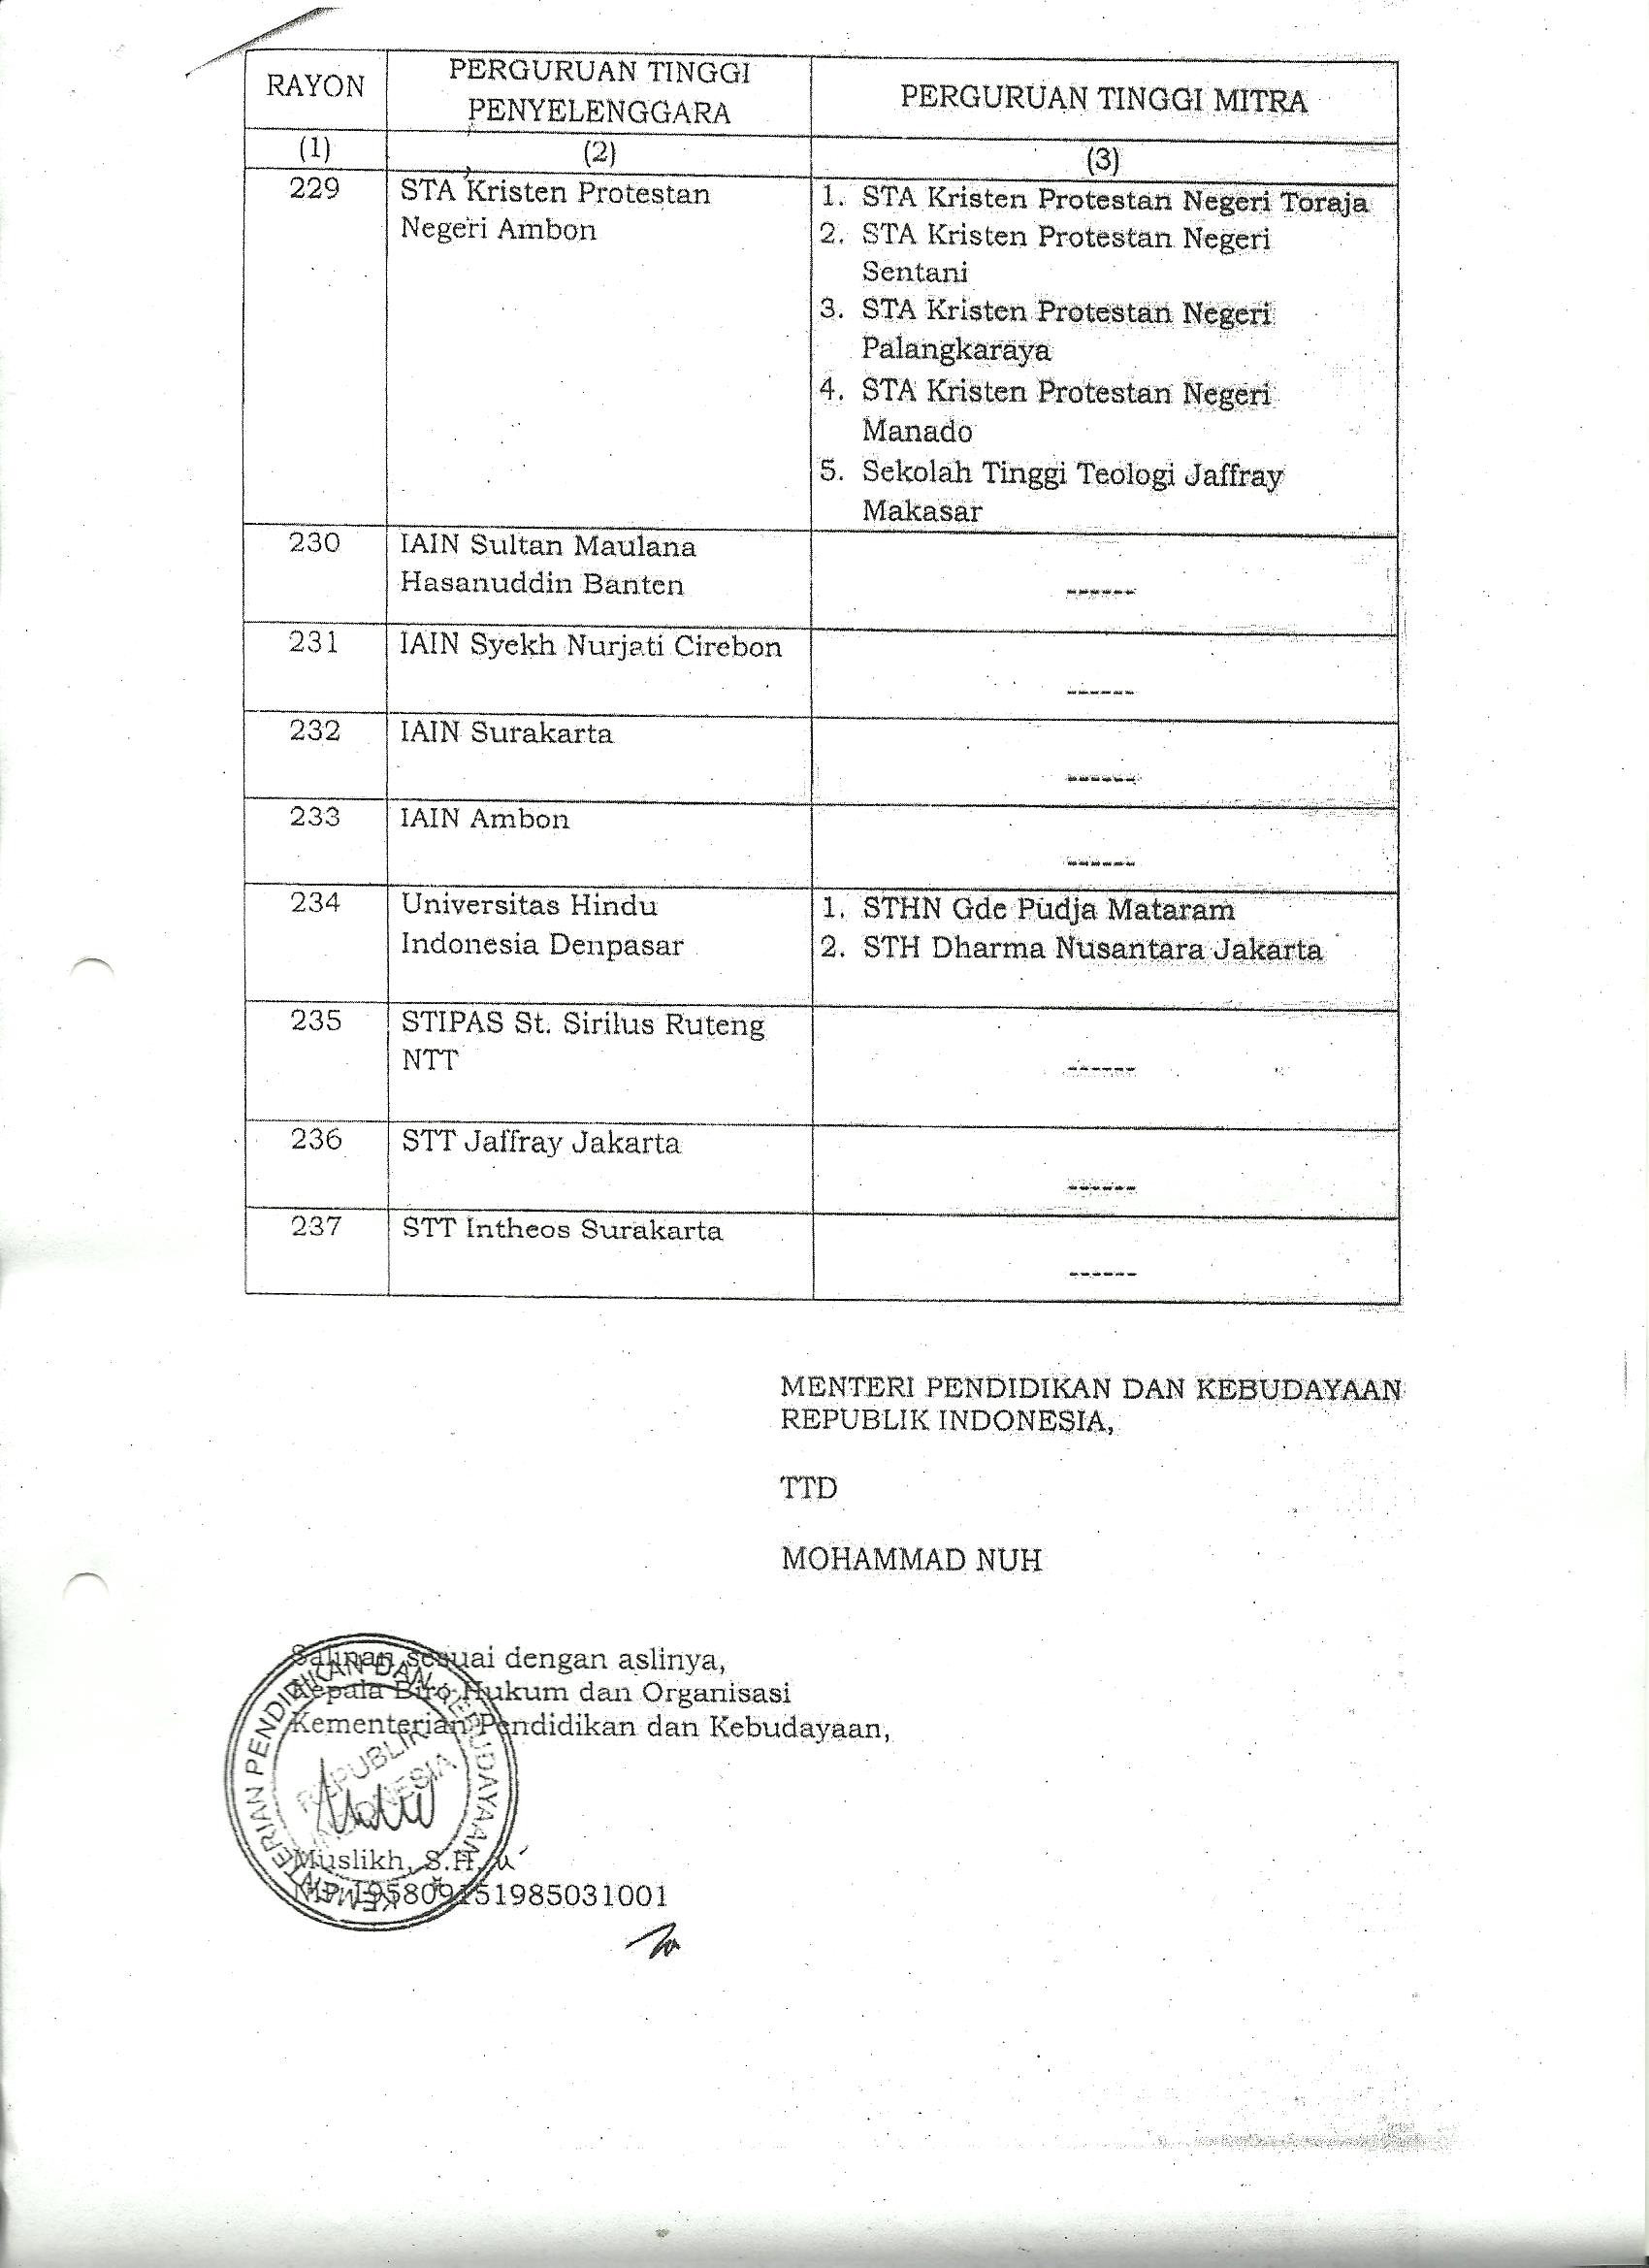 RAYON
PERGURUAN TINGGI
PENYELENGGARA
PERGURUAN TINGGI MITRA
(1)
(2)
(3)
229
STA Kristen Protestan
Negeri Ambon
1. STA Kristen Protestan Negeri Toraja
2. STA Kristen Protestan Negeri
Sentani
3. STA Kristen Protestan Negeri
Palangkaraya
4. STA Kristen Protestan Negeri
Manado
5. Sekolah Tinggi Teologi Jaffray
Makasar
230
IAIN Sultan Maulana
Hasanuddin Banten
------
231
IAIN Syekh Nurjati Cirebon
------
232
IAIN Surakarta
------
233
IAIN Ambon
------
234
Universitas Hindu
Indonesia Denpasar
1. STHN Gde Pudja Mataram
2. STH Dharma Nusantara Jakarta
235
STIPAS St. Sirilus Ruteng
NTT
------
236
STT Jaffray Jakarta
------
237
STT Intheos Surakarta
------
MENTERI PENDIDIKAN DAN KEBUDAYAAN
REPUBLIK INDONESIA,
TTD
MOHAMMAD NUH
Salinan sesuai dengan aslinya,
Kepala Biro Hukum dan Organisasi
Kementerian Pendidikan dan Kebudayaan,
KEMENTERIAN PENDIDIKAN DAN KEBUDAYAAN
REPUBLIK
INDONESIA
Muslikh, S.H.
NIP 195809151985031001